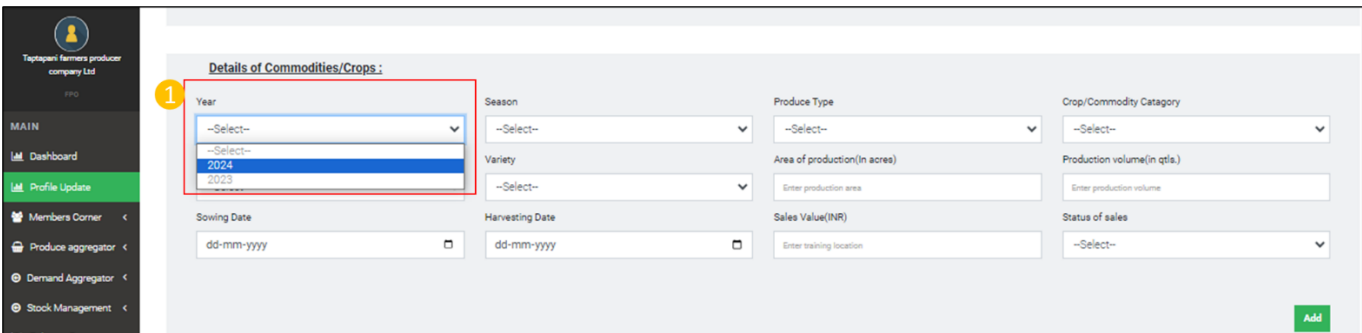 Taptapani farmers producer
company Ltd
FPO
MAIN
Dashboard
Profile Update
Members Corner
Produce aggregator
Demand Aggregator
Stock Management
Details of Commodities/Crops :
1
Year
Season
Produce Type
Crop/Commodity Catagory
--Select--
--Select--
--Select--
--Select--
--Select--
2024
2023
Variety
Area of production(In acres)
Production volume(in qtls.)
--Select--
--Select--
Enter production area
Enter production volume
Sowing Date
Harvesting Date
Sales Value(INR)
Status of sales
dd-mm-yyyy
dd-mm-yyyy
Enter training location
--Select--
Add